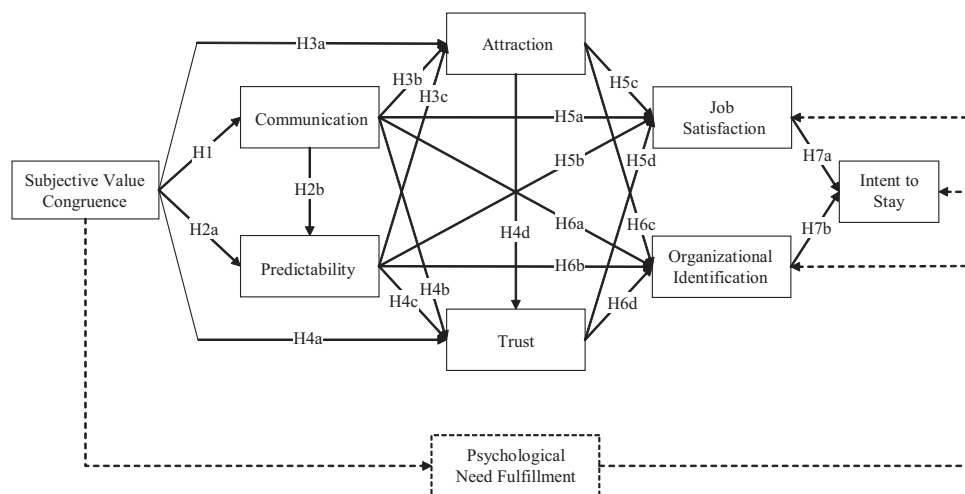 H3a
Attraction
H3b
H3c
H5c
Communication
H5a
Job
Satisfaction
H1
H5b
H5d
H7a
Subjective Value
Congruence
H2b
Intent to
Stay
H2a
H4d
H6a
H6c
H7b
Predictability
H6b
Organizational
Identification
H4b
H4c
H6d
H4a
Trust
Psychological
Need Fulfillment